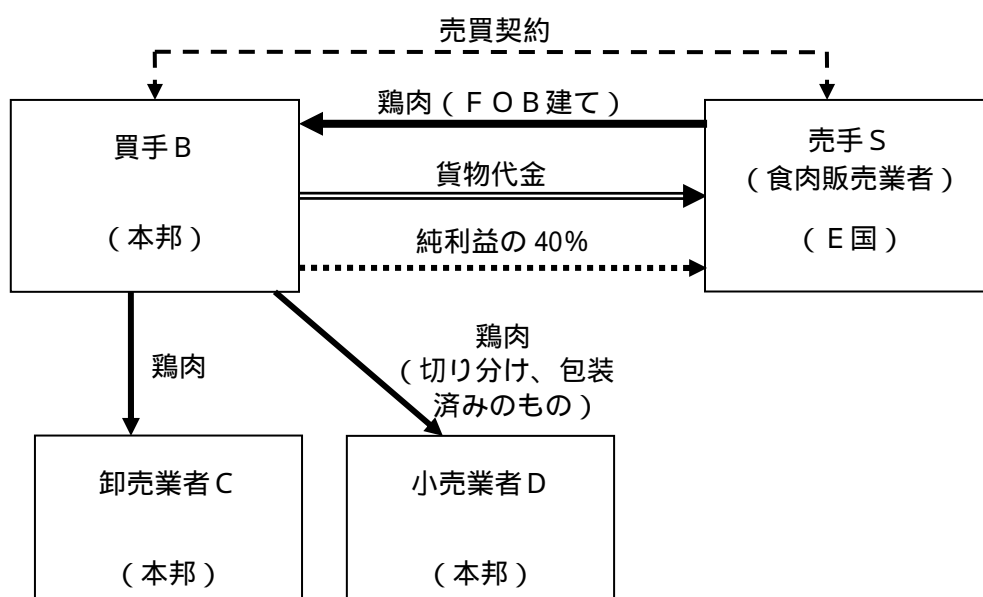 売買契約
鶏肉（ＦＯＢ建て）
買手Ｂ
（本邦）
売手Ｓ
（食肉販売業者）
（Ｅ国）
貨物代金
純利益の 40％
鶏肉
鶏肉
（切り分け、包装
済みのもの）
卸売業者Ｃ
（本邦）
小売業者Ｄ
（本邦）